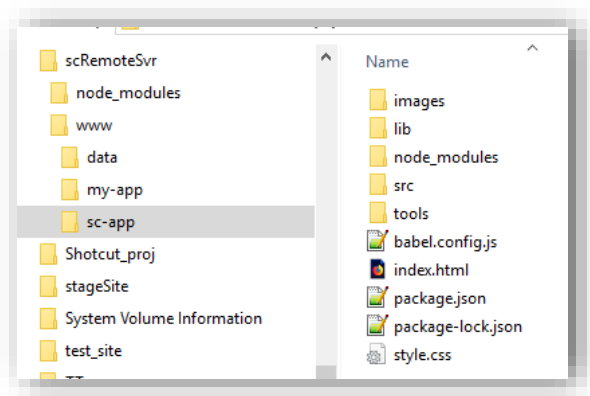 scRemoteSvr
node_modules
www
data
my-app
sc-app
Shotcut_proj
stageSite
System Volume Information
test_site
Name
images
lib
node_modules
src
tools
babel.config.js
index.html
package.json
package-lock.json
style.css